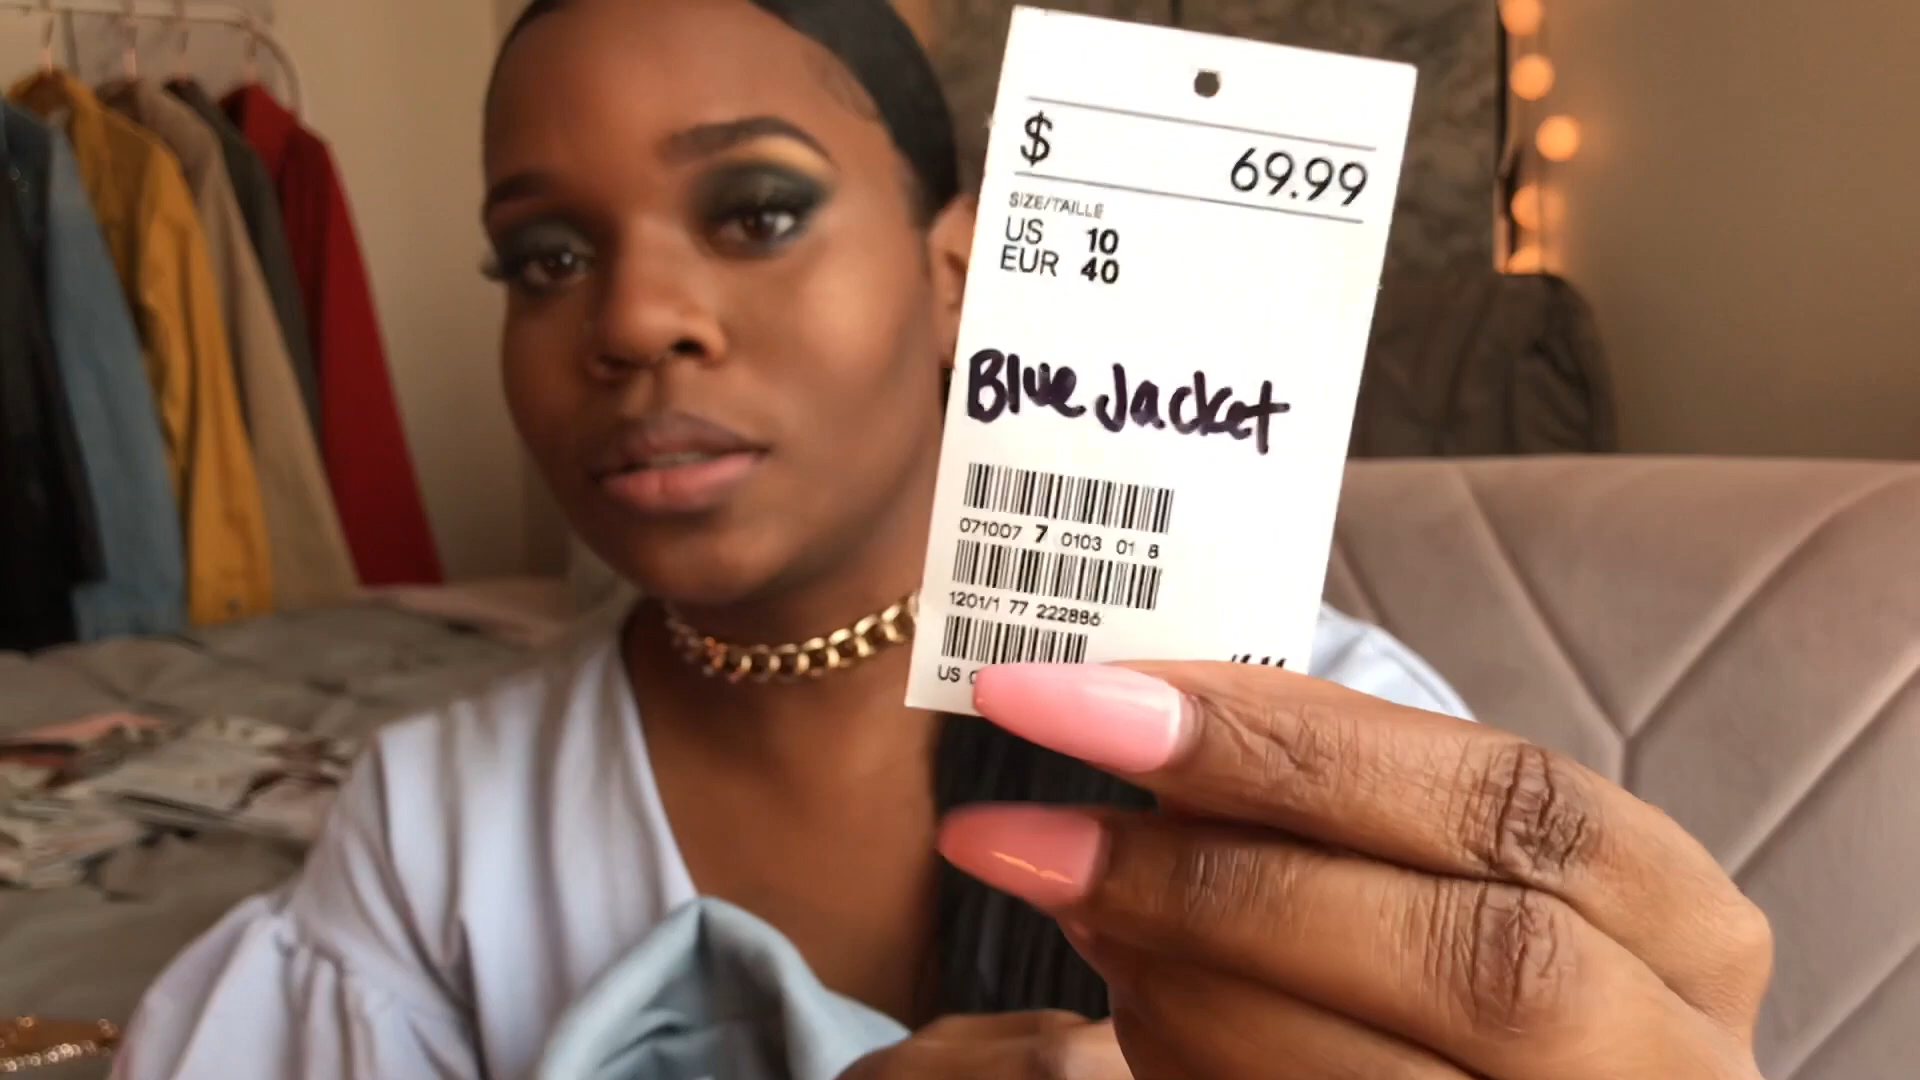 $ 69.99
SIZE/TAILLE
US 10
EUR 40
Blue Jacket
071007 7 0103 01 8
1201/1 77 222886
US